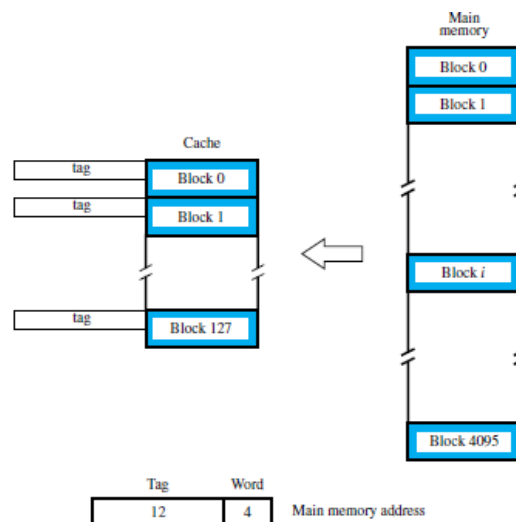 Main
memory
Block 0
Block 1
Cache
tag
Block 0
tag
Block 1
Block i
tag
Block 127
Block 4095
Tag Word
12 4 Main memory address